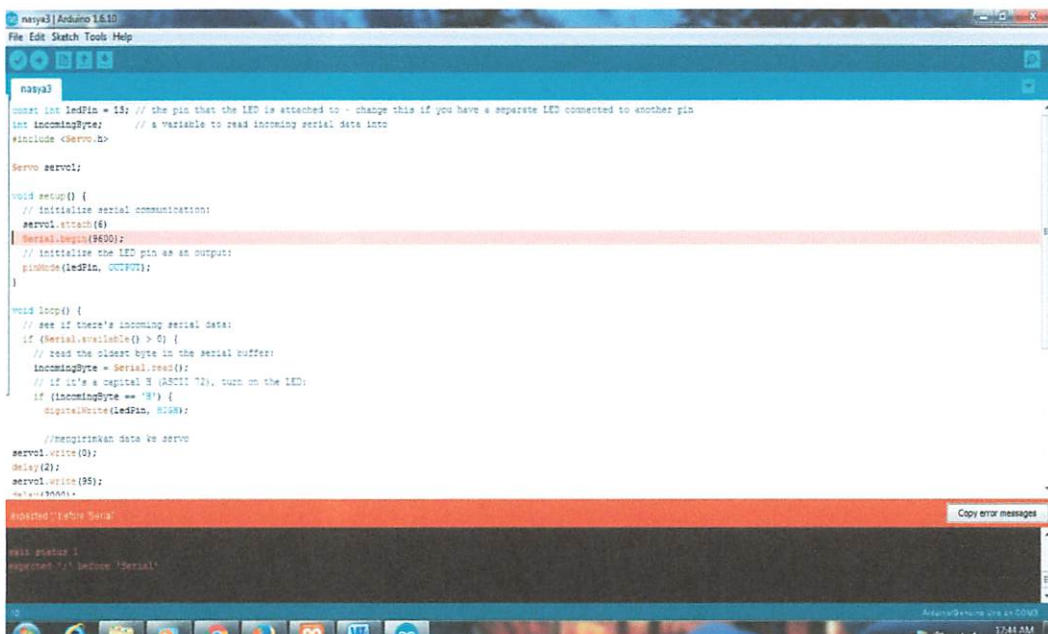 nasya3 | Arduino 1.6.10
File Edit Sketch Tools Help
nasya3
const int ledPin = 13; // the pin that the LED is attached to - change this if you have a separate LED connected to another pin
int incomingByte;      // a variable to read incoming serial data into
#include <Servo.h>
Servo servo1;
void setup() {
  // initialize serial communication:
  servo1.attach(6)
  Serial.begin(9600);
  // initialize the LED pin as an output:
  pinMode(ledPin, OUTPUT);
}
void loop() {
  // see if there's incoming serial data:
  if (Serial.available() > 0) {
    // read the oldest byte in the serial buffer:
    incomingByte = Serial.read();
    // if it's a capital H (ASCII 72), turn on the LED:
    if (incomingByte == 'H') {
      digitalWrite(ledPin, HIGH);
      //mengirimkan data ke servo
servo1.write(0);
delay(2);
servo1.write(95);
delay(2000);
expected ';' before 'Serial'
Copy error messages
exit status 1
expected ';' before 'Serial'
10
Arduino/Genuino Uno on COM3
17:44 AM